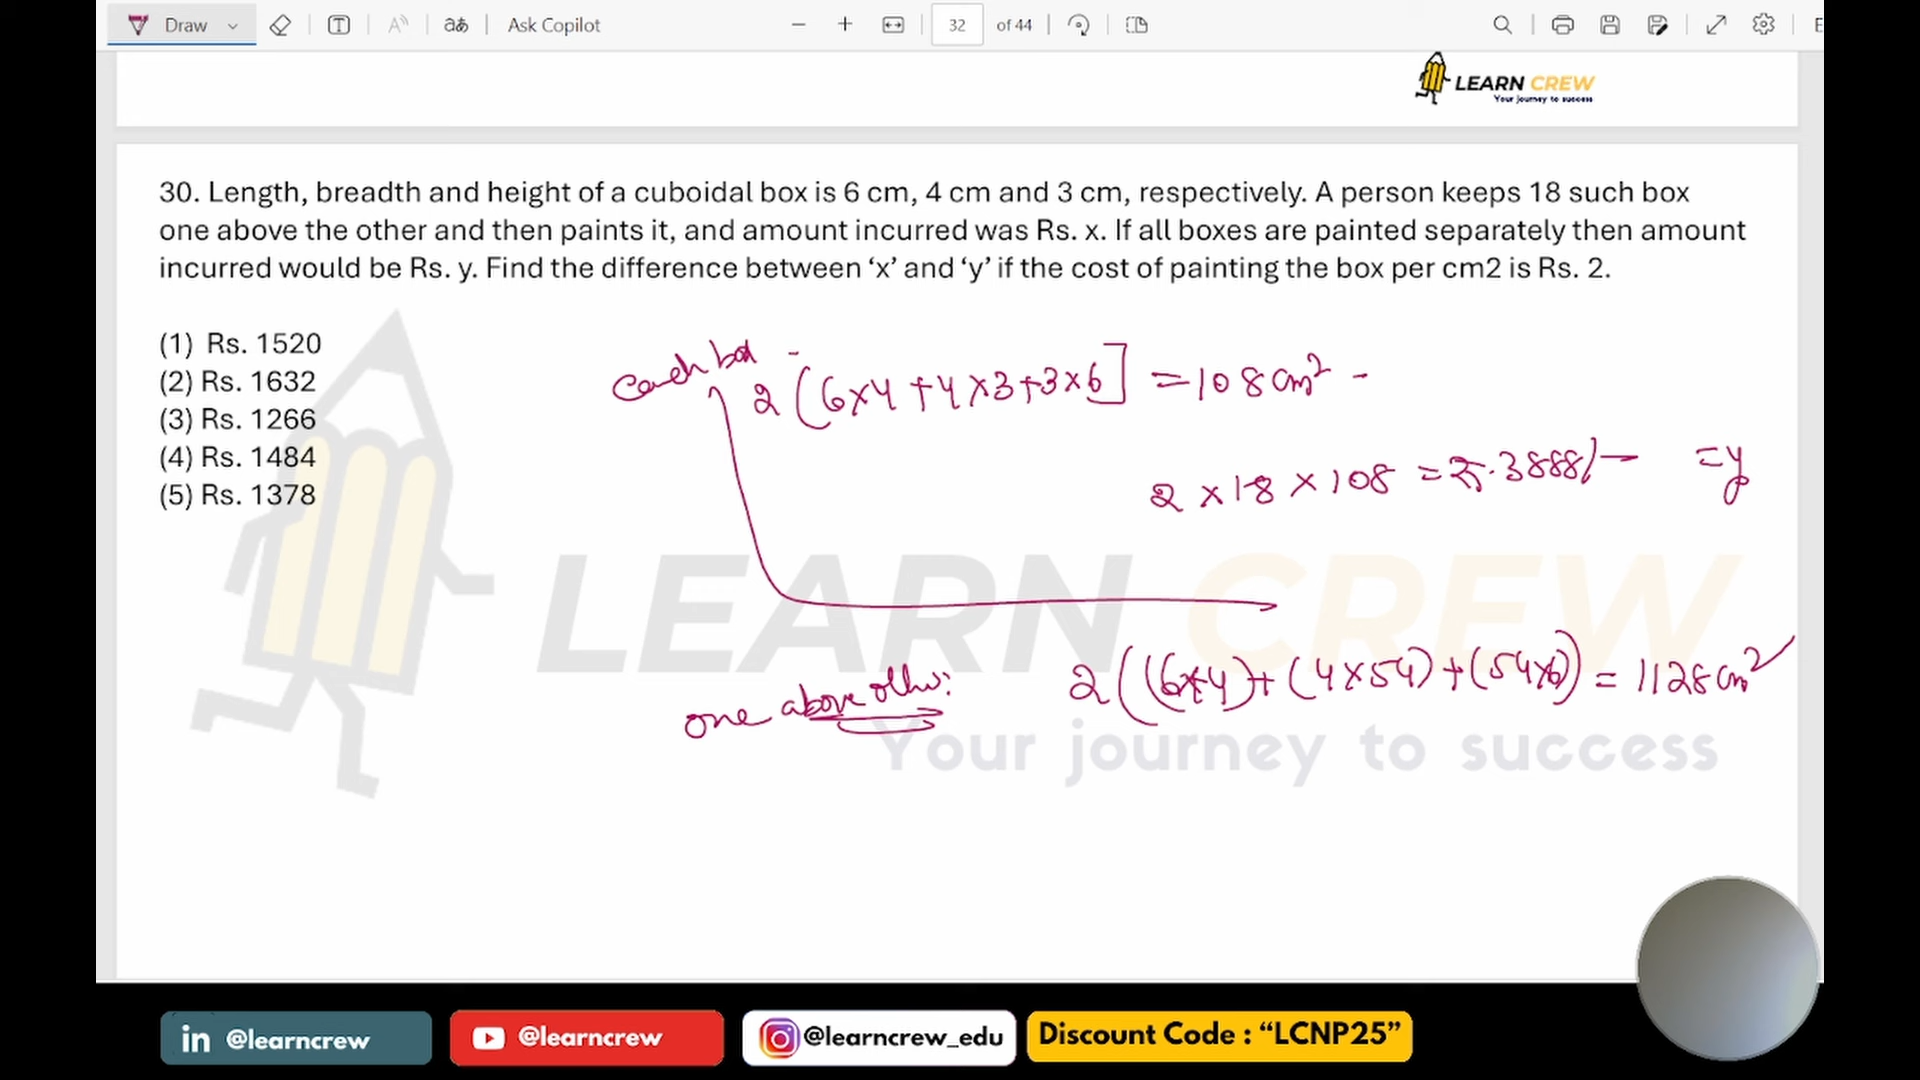 Draw
aあ
Ask Copilot
32
of 44
LEARN CREW
Your journey to success
30. Length, breadth and height of a cuboidal box is 6 cm, 4 cm and 3 cm, respectively. A person keeps 18 such box
one above the other and then paints it, and amount incurred was Rs. x. If all boxes are painted separately then amount
incurred would be Rs. y. Find the difference between ‘x’ and ‘y’ if the cost of painting the box per cm2 is Rs. 2.
(1) Rs. 1520
(2) Rs. 1632
(3) Rs. 1266
(4) Rs. 1484
(5) Rs. 1378
each box -
2 (6×4 + 4×3 + 3×6] = 108 cm² -
2 × 18 × 108 = ₹.3888/- = y
one above other:
2((6×4)+(4×54)+(54×6)) = 1128 cm²
LEARN CREW
Your journey to success
in @learncrew
@learncrew
@learncrew_edu
Discount Code : “LCNP25”